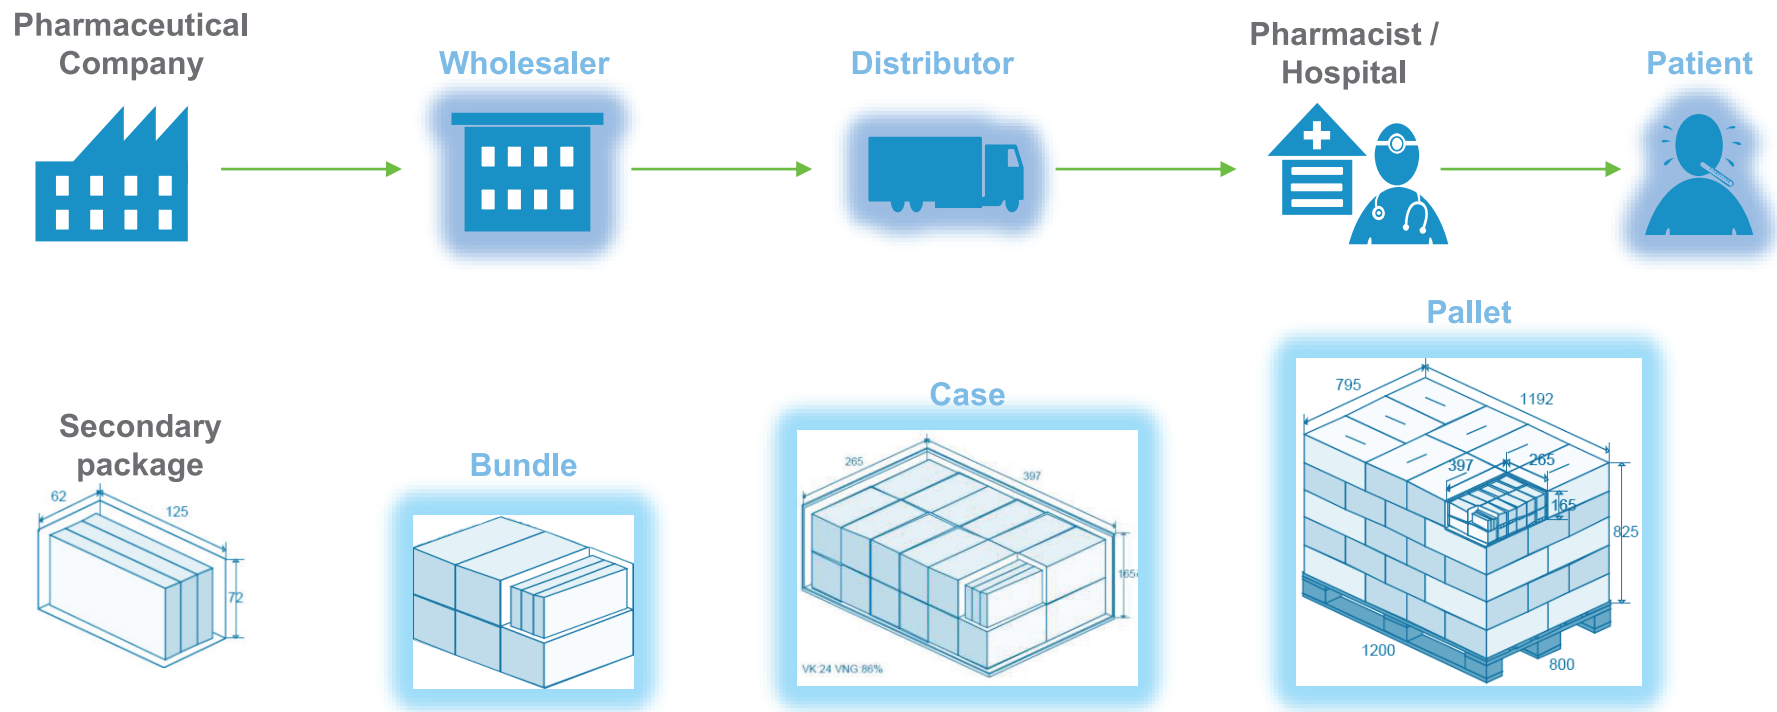 Pharmaceutical
Company
Wholesaler
Distributor
Pharmacist /
Hospital
Patient
Secondary
package
62
125
72
Bundle
Case
265
397
165
VK:24 VNG:86%
Pallet
795
1192
397
265
165
825
1200
800